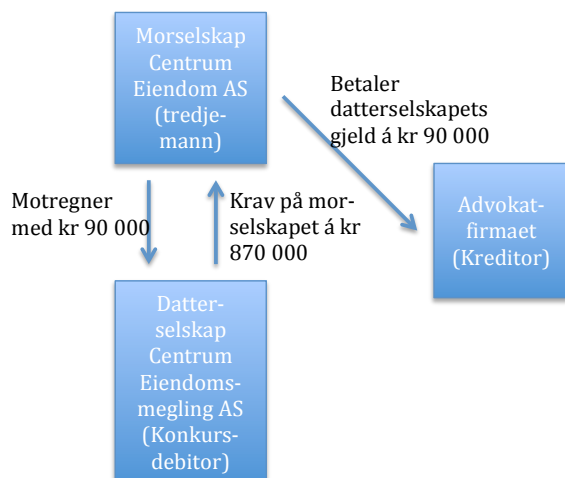 Morselskap
Centrum
Eiendom AS
(tredje-
mann)
Betaler
datterselskapets
gjeld á kr 90 000
Motregner
med kr 90 000
Krav på mor-
selskapet á kr
870 000
Advokat-
firmaet
(Kreditor)
Datter-
selskap
Centrum
Eiendoms-
megling AS
(Konkurs-
debitor)